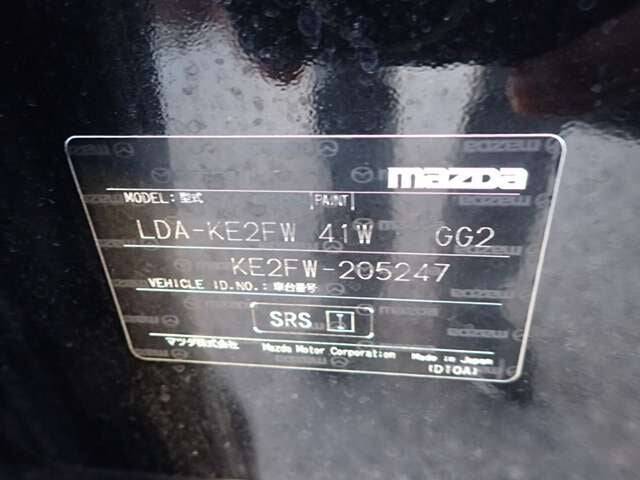 mazda
MODEL:型式 PAINT
LDA-KE2FW 41W GG2
KE2FW-205247
VEHICLE ID.NO.:車台番号
SRS I
マツダ株式会社 Mazda Motor Corporation Made in Japan
(D10A)